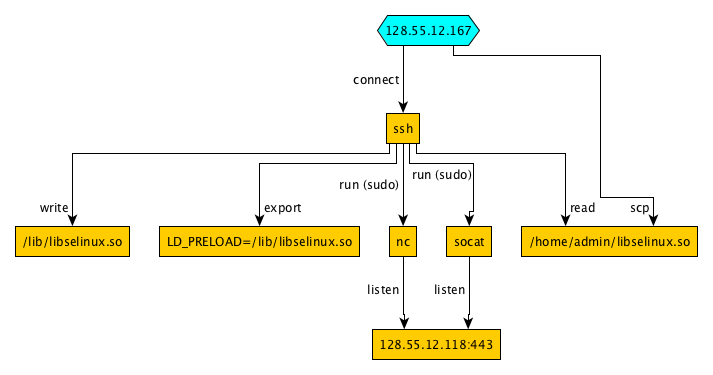 128.55.12.167
connect
ssh
run (sudo)
run (sudo)
write
export
read
scp
/lib/libselinux.so
LD_PRELOAD=/lib/libselinux.so
nc
socat
/home/admin/libselinux.so
listen
listen
128.55.12.118:443